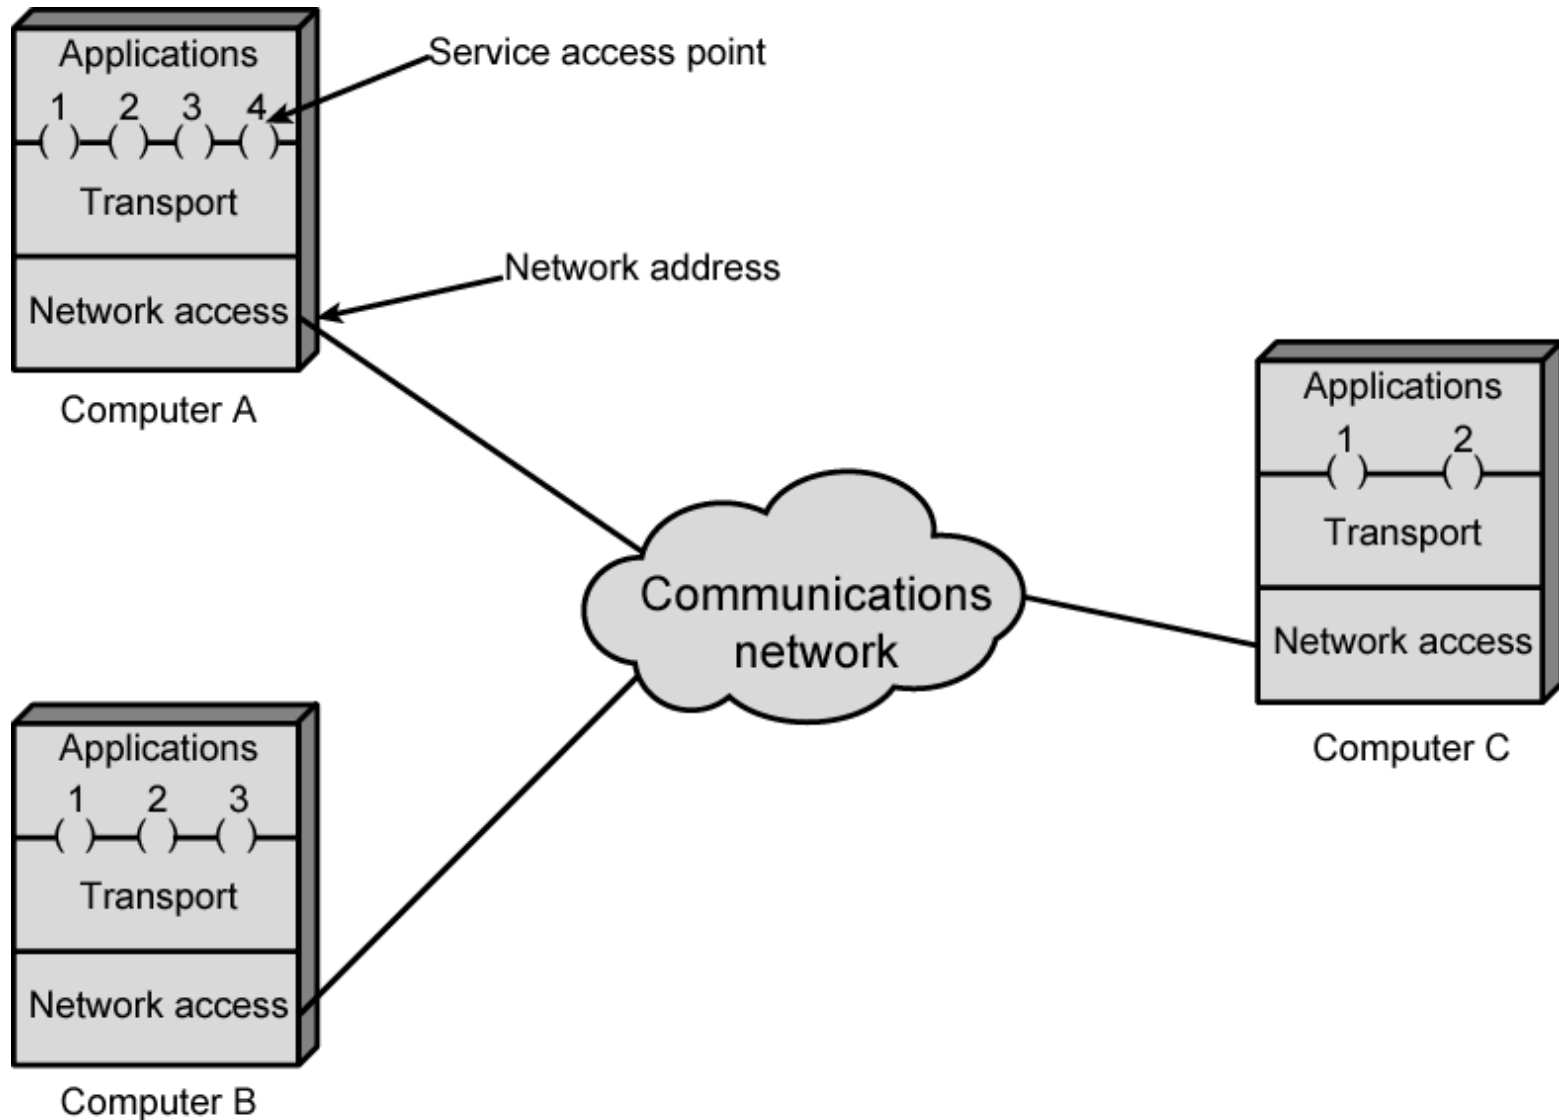 Applications
1 2 3 4
Transport
Network access
Computer A
Service access point
Network address
Communications
network
Applications
1 2
Transport
Network access
Computer C
Applications
1 2 3
Transport
Network access
Computer B